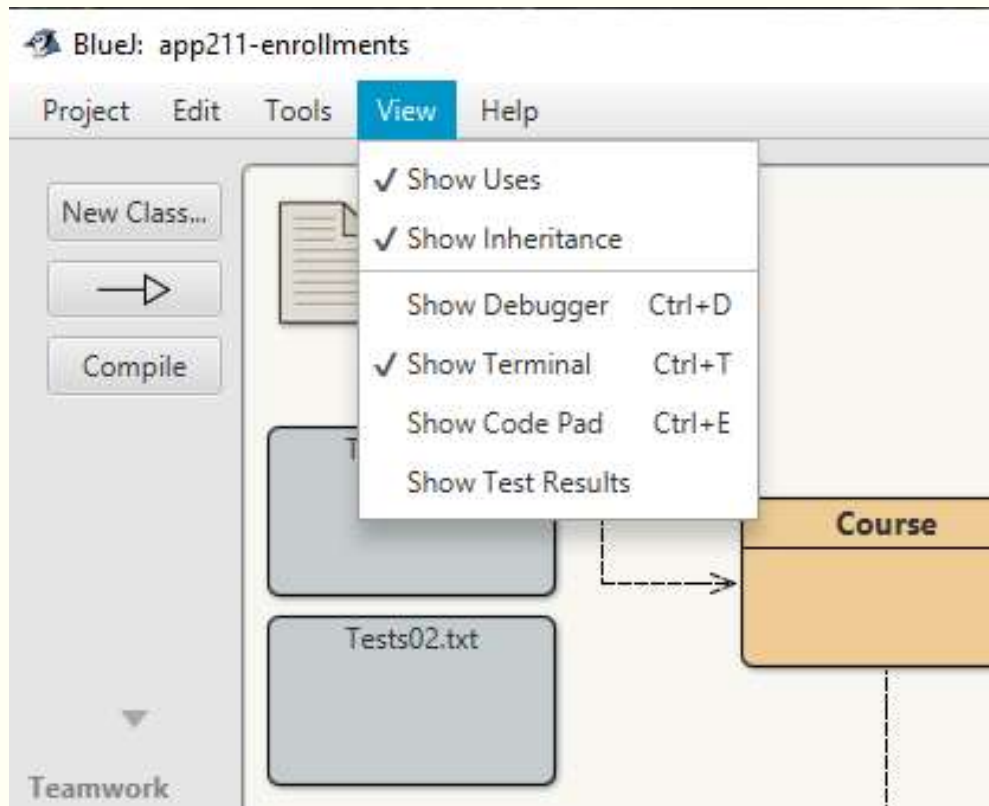 BlueJ: app211-enrollments
Project Edit Tools View Help
New Class...
Compile
✓ Show Uses
✓ Show Inheritance
Show Debugger Ctrl+D
✓ Show Terminal Ctrl+T
Show Code Pad Ctrl+E
Show Test Results
Course
Tests02.txt
Teamwork